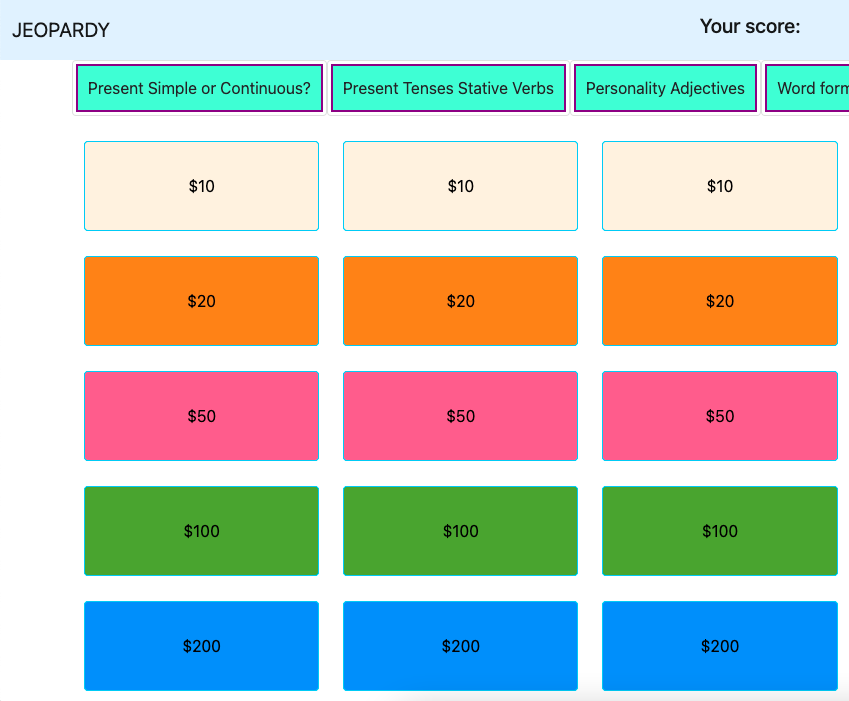 JEOPARDY
Your score:
Present Simple or Continuous? Present Tenses Stative Verbs Personality Adjectives Word form
$10 $10 $10
$20 $20 $20
$50 $50 $50
$100 $100 $100
$200 $200 $200